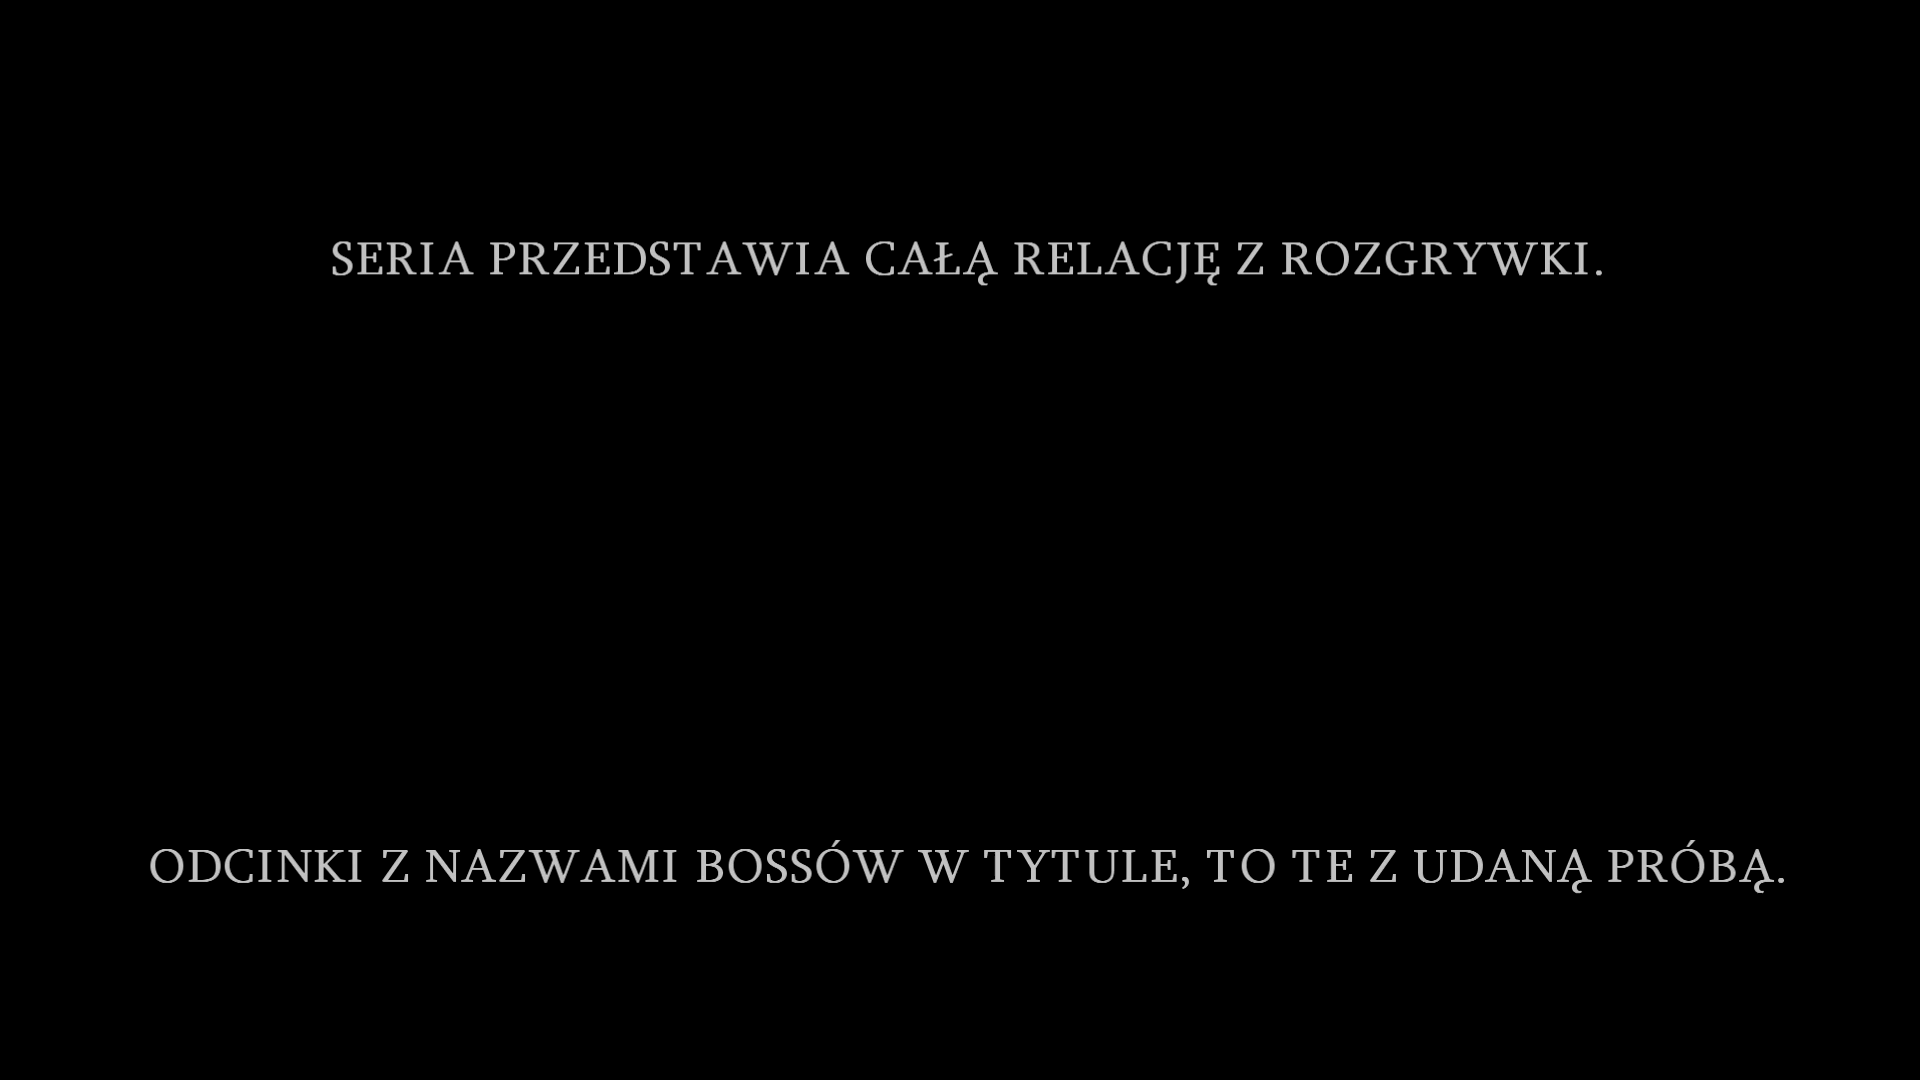 SERIA PRZEDSTAWIA CAŁĄ RELACJĘ Z ROZGRYWKI.
ODCINKI Z NAZWAMI BOSSÓW W TYTULE, TO TE Z UDANĄ PRÓBĄ.